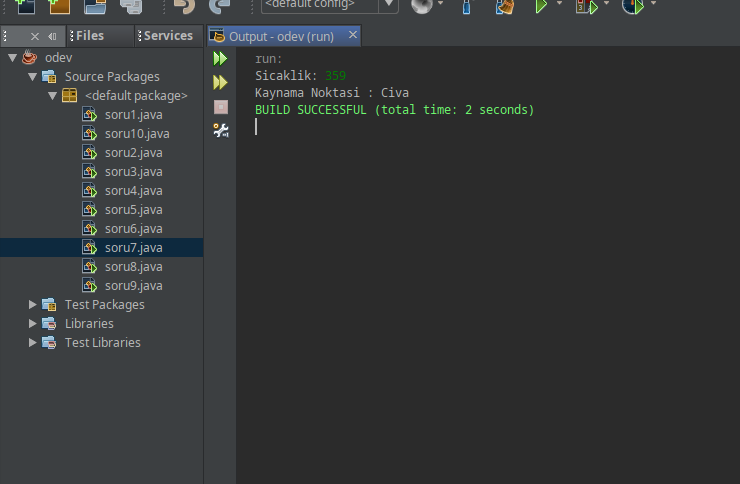 <default config>
Files
Services
Output - odev (run)
odev
Source Packages
<default package>
soru1.java
soru10.java
soru2.java
soru3.java
soru4.java
soru5.java
soru6.java
soru7.java
soru8.java
soru9.java
Test Packages
Libraries
Test Libraries
run:
Sicaklik: 359
Kaynama Noktasi : Civa
BUILD SUCCESSFUL (total time: 2 seconds)